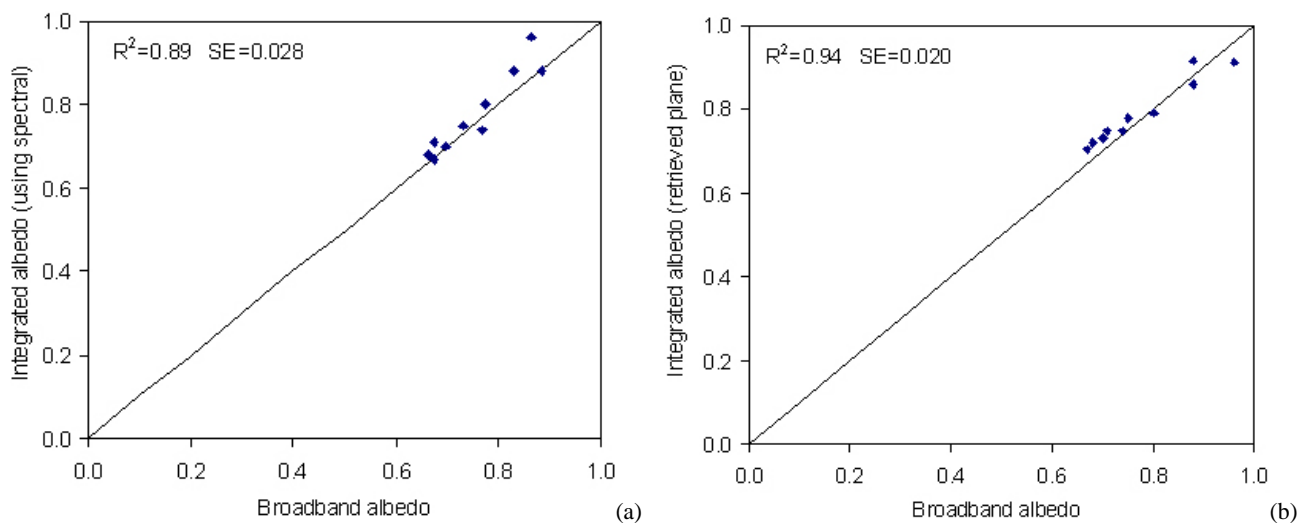 R²=0.89 SE=0.028
1.0
0.8
0.6
0.4
0.2
0.0
Integrated albedo (using spectral)
0.0 0.2 0.4 0.6 0.8 1.0
Broadband albedo
(a)
R²=0.94 SE=0.020
1.0
0.8
0.6
0.4
0.2
0.0
Integrated albedo (retrieved plane)
0.0 0.2 0.4 0.6 0.8 1.0
Broadband albedo
(b)